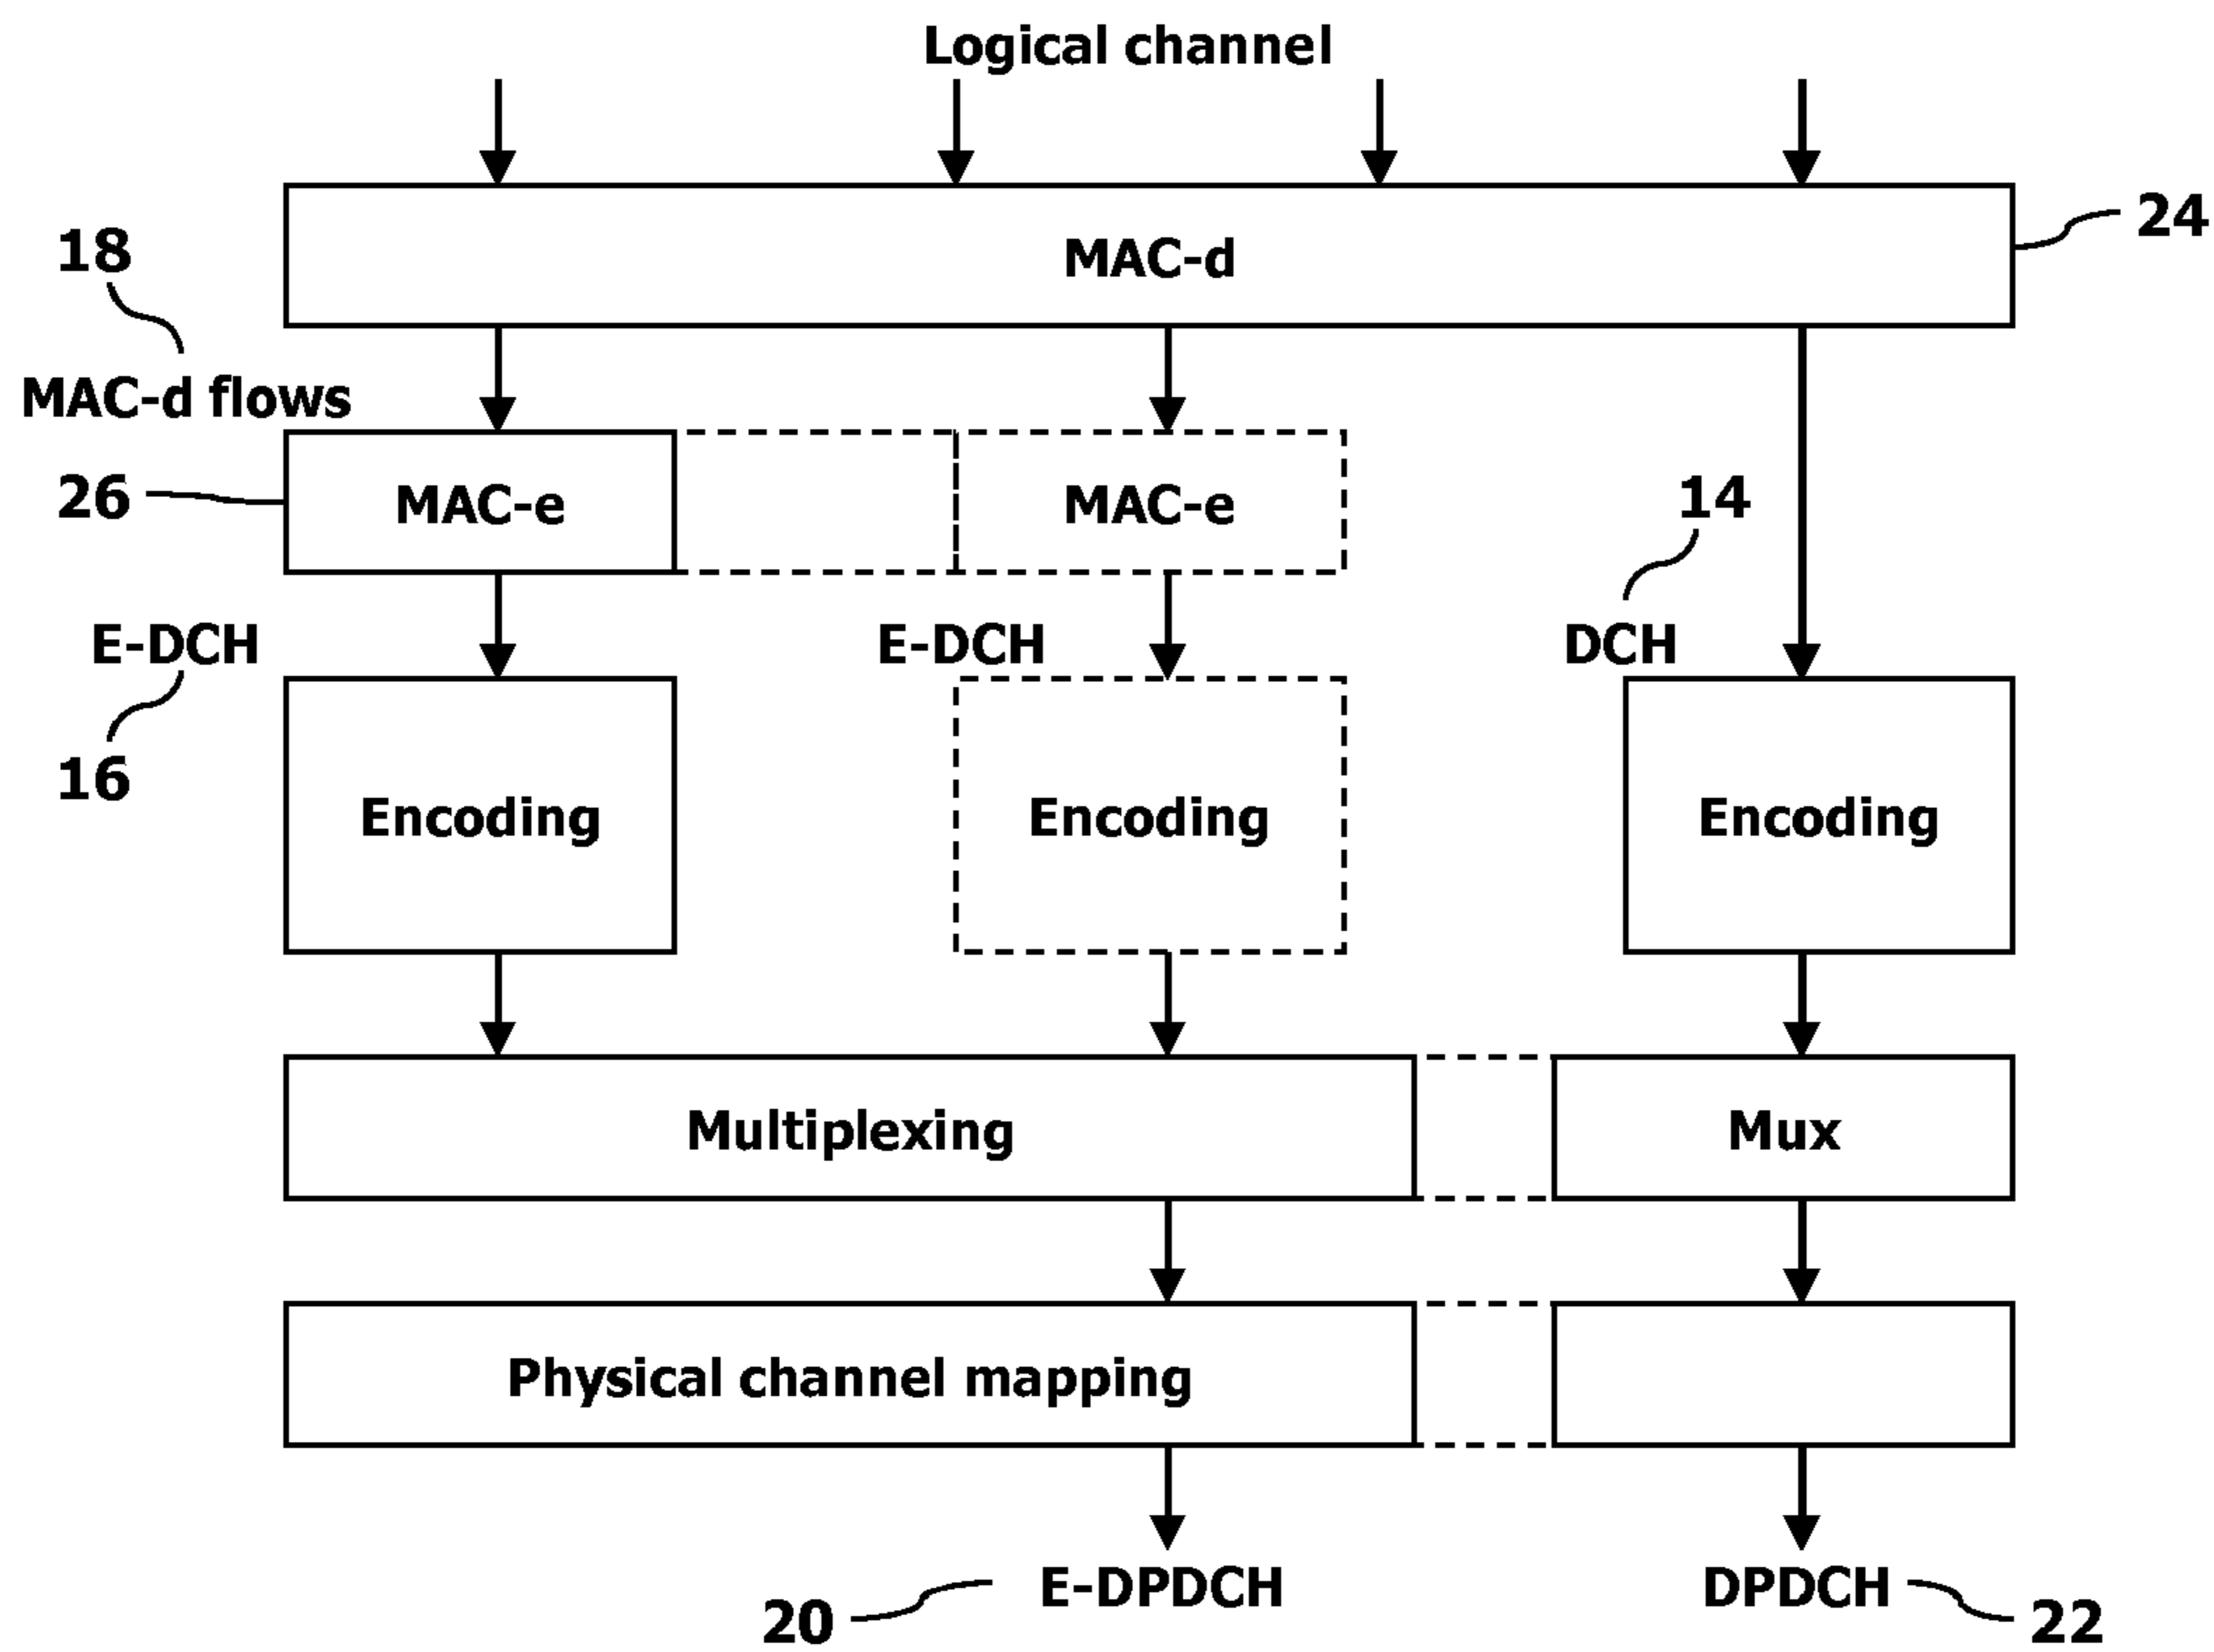 Logical channel
MAC-d
24
18
MAC-d flows
26
MAC-e
MAC-e
14
E-DCH
E-DCH
DCH
16
Encoding
Encoding
Encoding
Multiplexing
Mux
Physical channel mapping
E-DPDCH
DPDCH
20
22